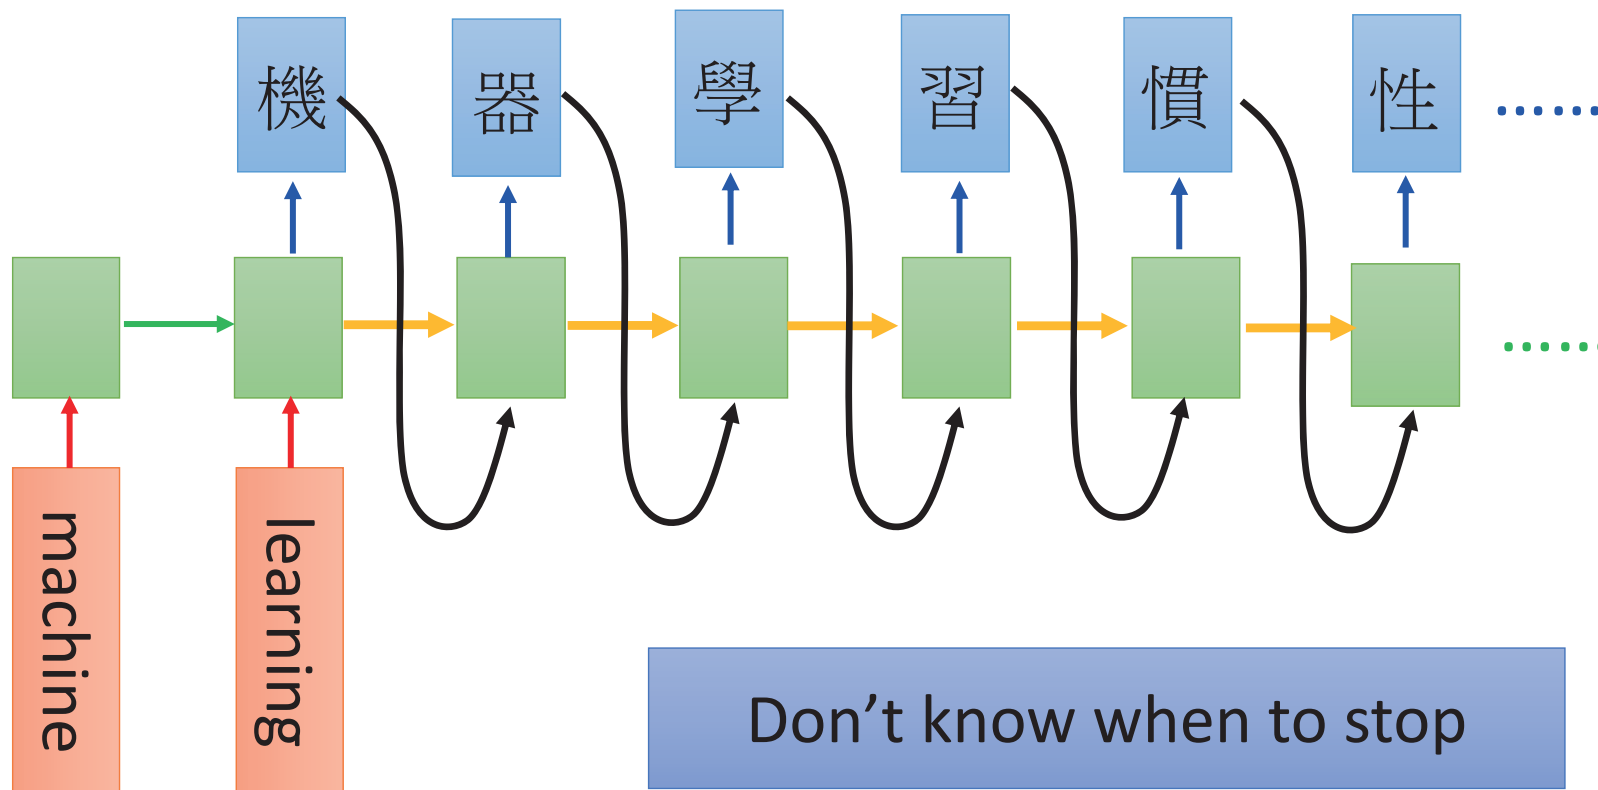 機 器 學 習 慣 性
machine
learning
Don’t know when to stop